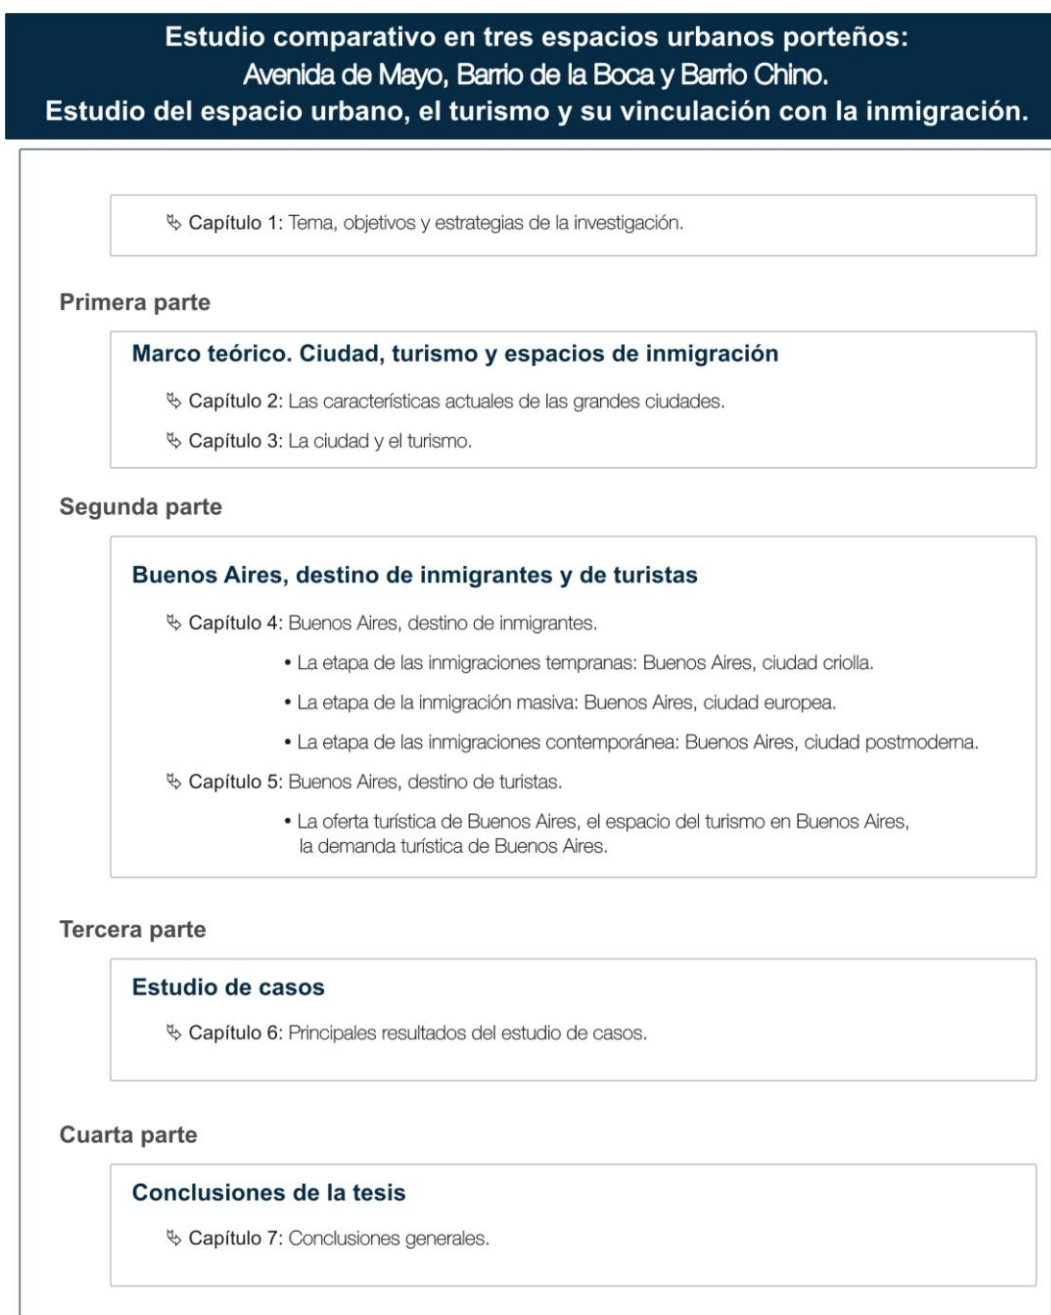 Estudio comparativo en tres espacios urbanos porteños:
Avenida de Mayo, Barrio de la Boca y Barrio Chino.
Estudio del espacio urbano, el turismo y su vinculación con la inmigración.
Capítulo 1: Tema, objetivos y estrategias de la investigación.
Primera parte
Marco teórico. Ciudad, turismo y espacios de inmigración
Capítulo 2: Las características actuales de las grandes ciudades.
Capítulo 3: La ciudad y el turismo.
Segunda parte
Buenos Aires, destino de inmigrantes y de turistas
Capítulo 4: Buenos Aires, destino de inmigrantes.
• La etapa de las inmigraciones tempranas: Buenos Aires, ciudad criolla.
• La etapa de la inmigración masiva: Buenos Aires, ciudad europea.
• La etapa de las inmigraciones contemporánea: Buenos Aires, ciudad postmoderna.
Capítulo 5: Buenos Aires, destino de turistas.
• La oferta turística de Buenos Aires, el espacio del turismo en Buenos Aires,
la demanda turística de Buenos Aires.
Tercera parte
Estudio de casos
Capítulo 6: Principales resultados del estudio de casos.
Cuarta parte
Conclusiones de la tesis
Capítulo 7: Conclusiones generales.